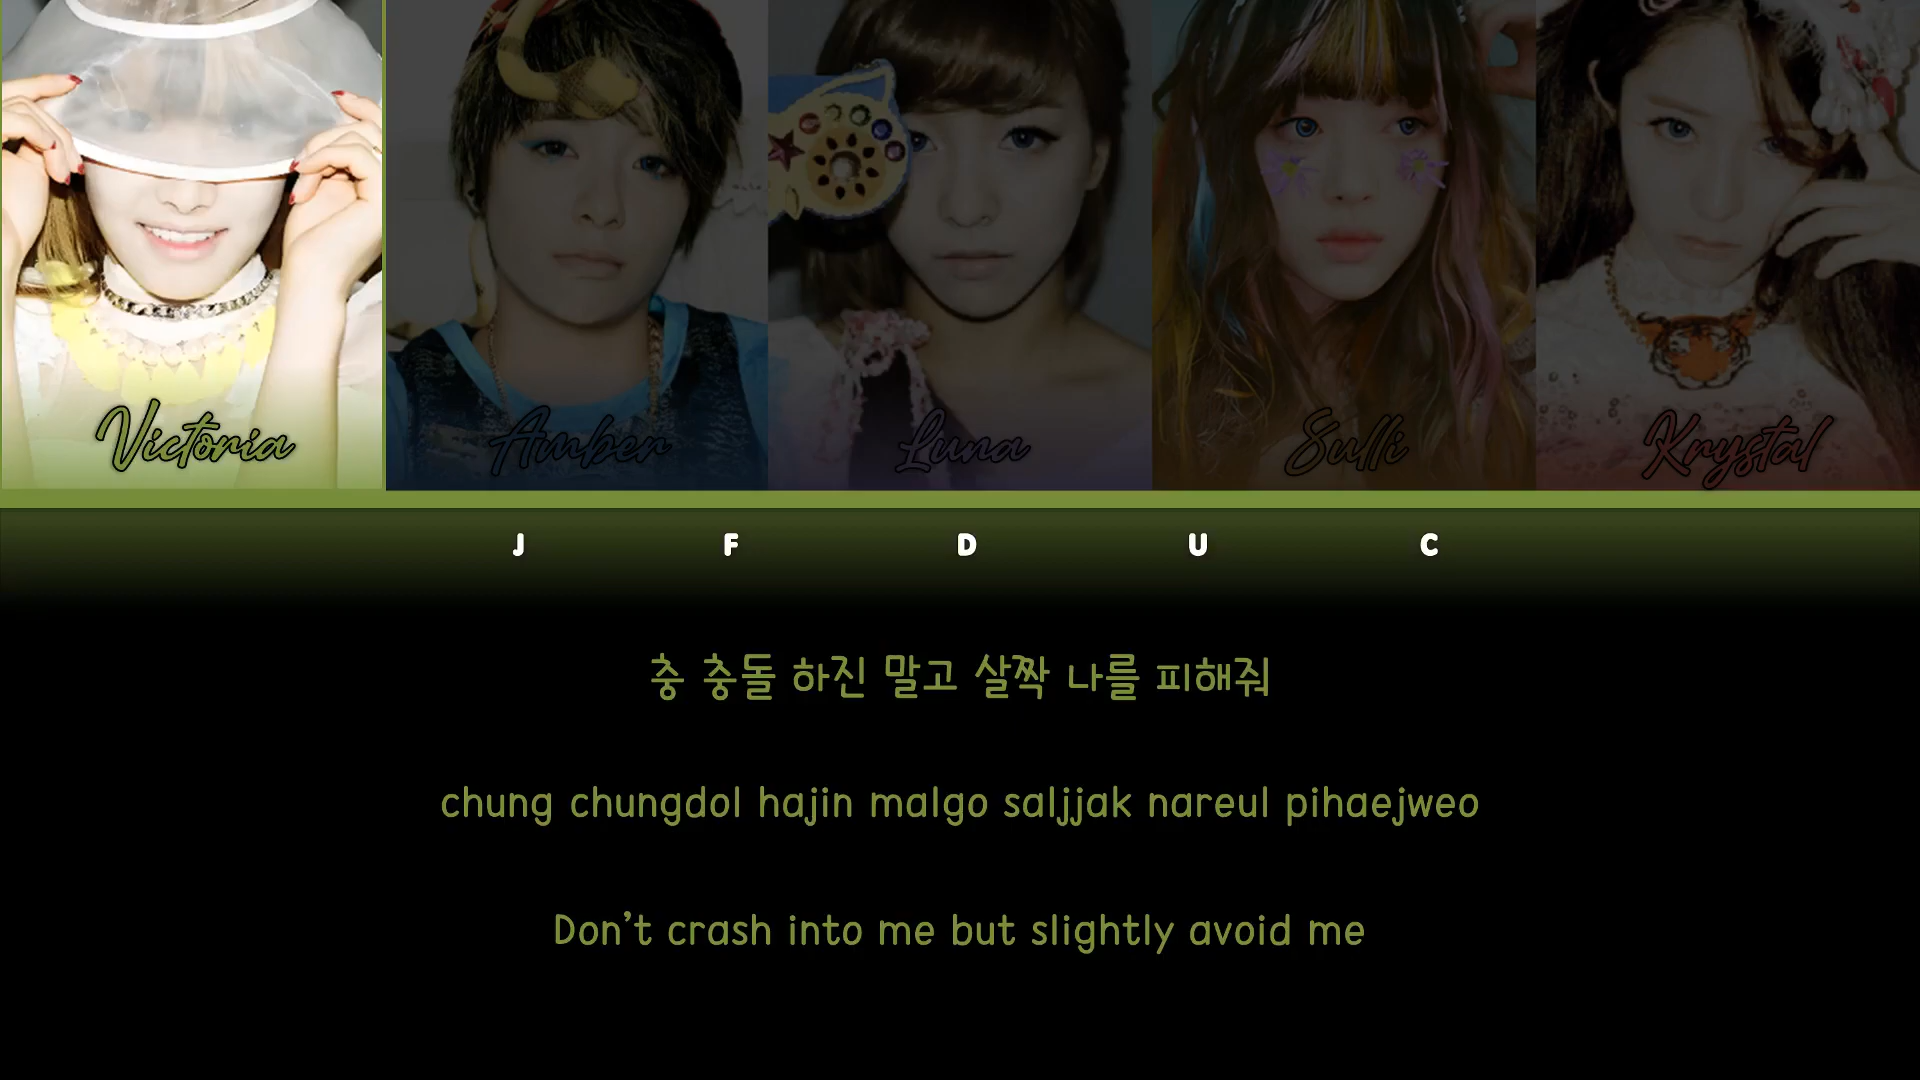 Victoria Amber Luna Sulli Krystal
J F D U C
충 충돌 하진 말고 살짝 나를 피해줘
chung chungdol hajin malgo saljjak nareul pihaejweo
Don't crash into me but slightly avoid me